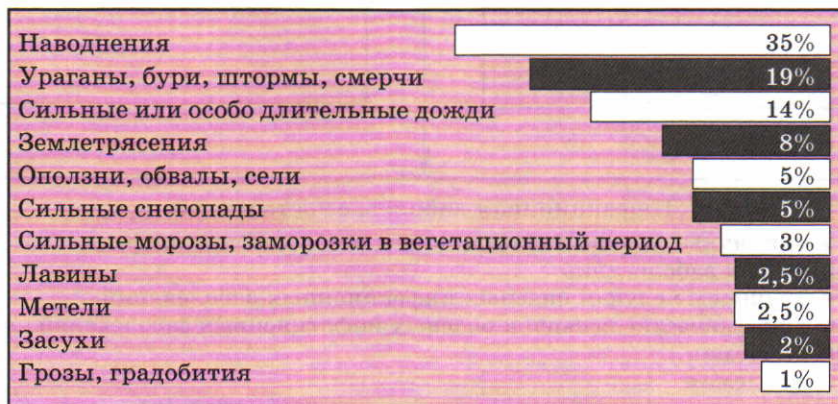 Наводнения 35%
Ураганы, бури, штормы, смерчи 19%
Сильные или особо длительные дожди 14%
Землетрясения 8%
Оползни, обвалы, сели 5%
Сильные снегопады 5%
Сильные морозы, заморозки в вегетационный период 3%
Лавины 2,5%
Метели 2,5%
Засухи 2%
Грозы, градобития 1%